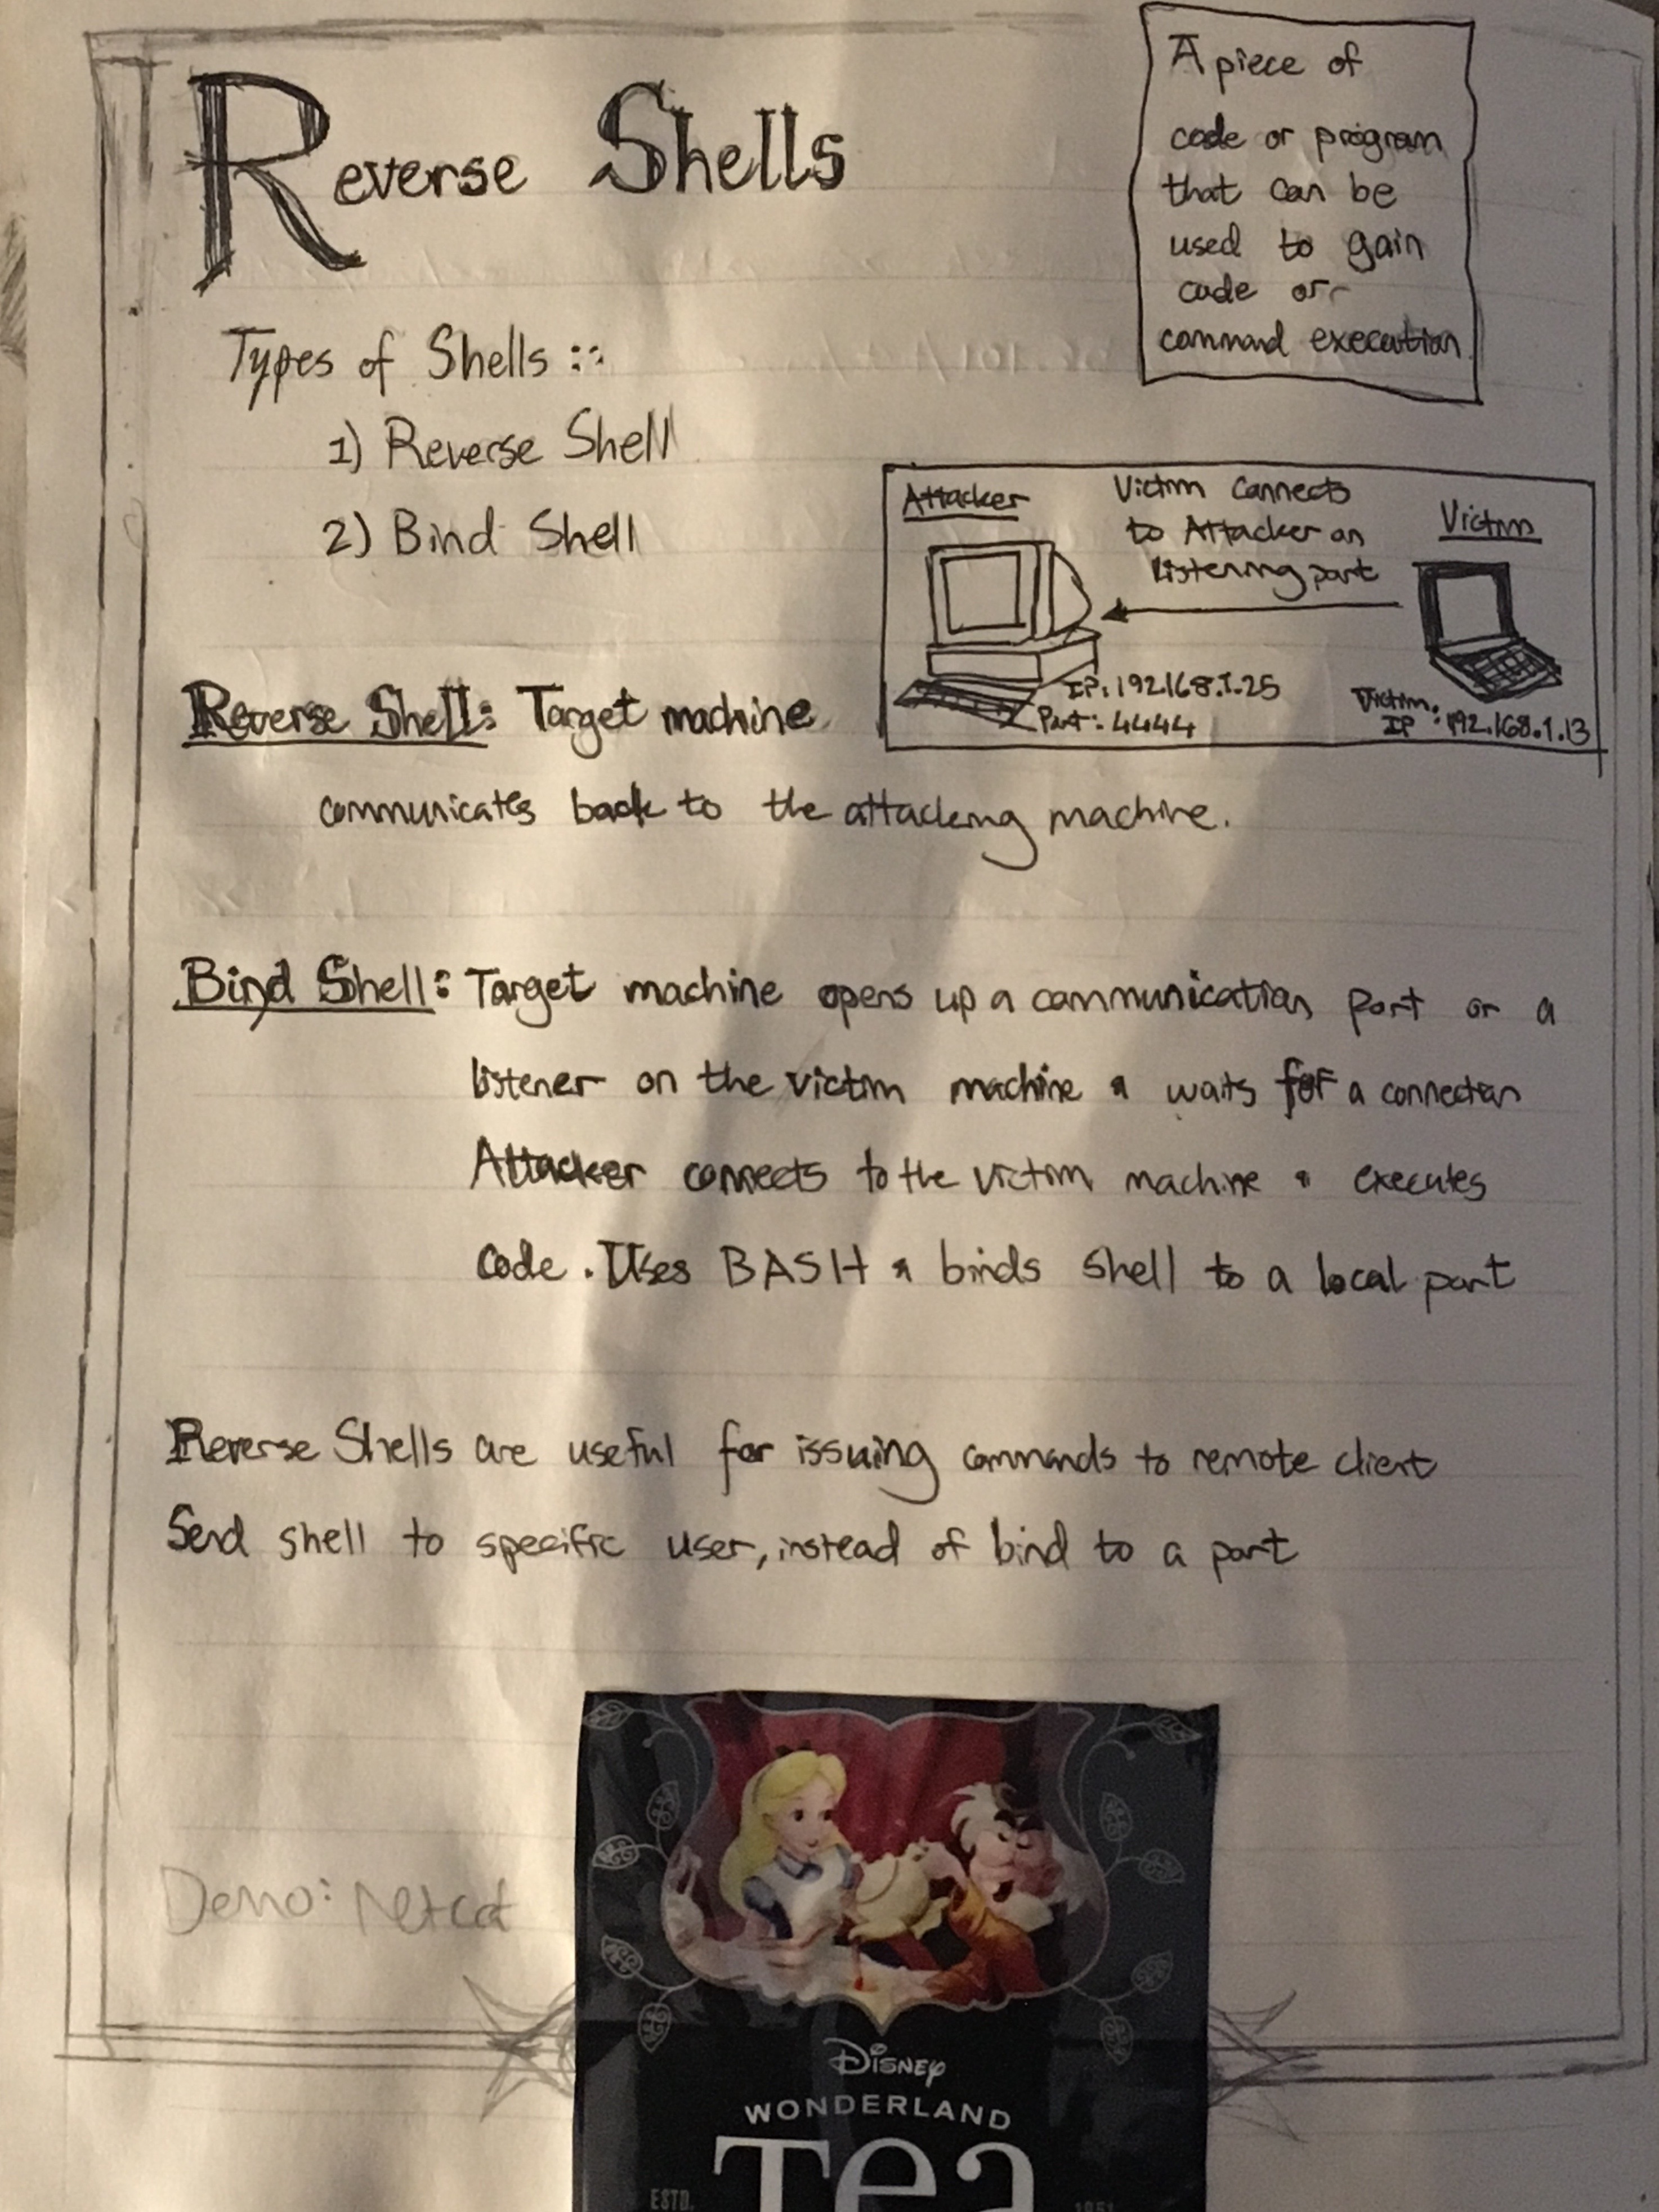 Reverse Shells
A piece of
code or program
that can be
used to gain
code or
command execution
Types of Shells ::
1) Reverse Shell
2) Bind Shell
Attacker
Victim Connects
to Attacker on
listening port
Victim
IP: 192.168.1.25
Port: 4444
Victim.
IP: 192.168.1.13
Reverse Shell: Target machine
communicates back to the attacking machine.
Bind Shell: Target machine opens up a communication port or a
listener on the victim machine & waits for a connection
Attacker connects to the victim machine & executes
code. Uses BASH & binds shell to a local port
Reverse Shells are useful for issuing commands to remote client
Send shell to specific user, instead of bind to a port
Demo: Netcat
Disney
WONDERLAND
Tea
ESTD. 1951